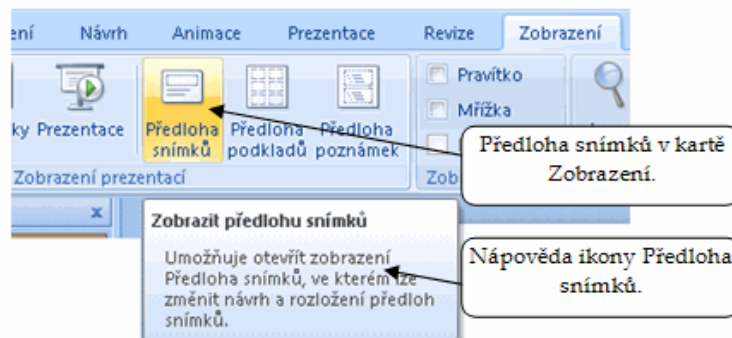 ení Návrh Animace Prezentace Revize Zobrazení
Pravítko
Mřížka
ky Prezentace Předloha snímků Předloha podkladů Předloha poznámek
Zobrazení prezentací Zob
Předloha snímků v kartě
Zobrazení.
x
Zobrazit předlohu snímků
Umožňuje otevřít zobrazení
Předloha snímků, ve kterém lze
změnit návrh a rozložení předloh
snímků.
Nápověda ikony Předloha
snímků.